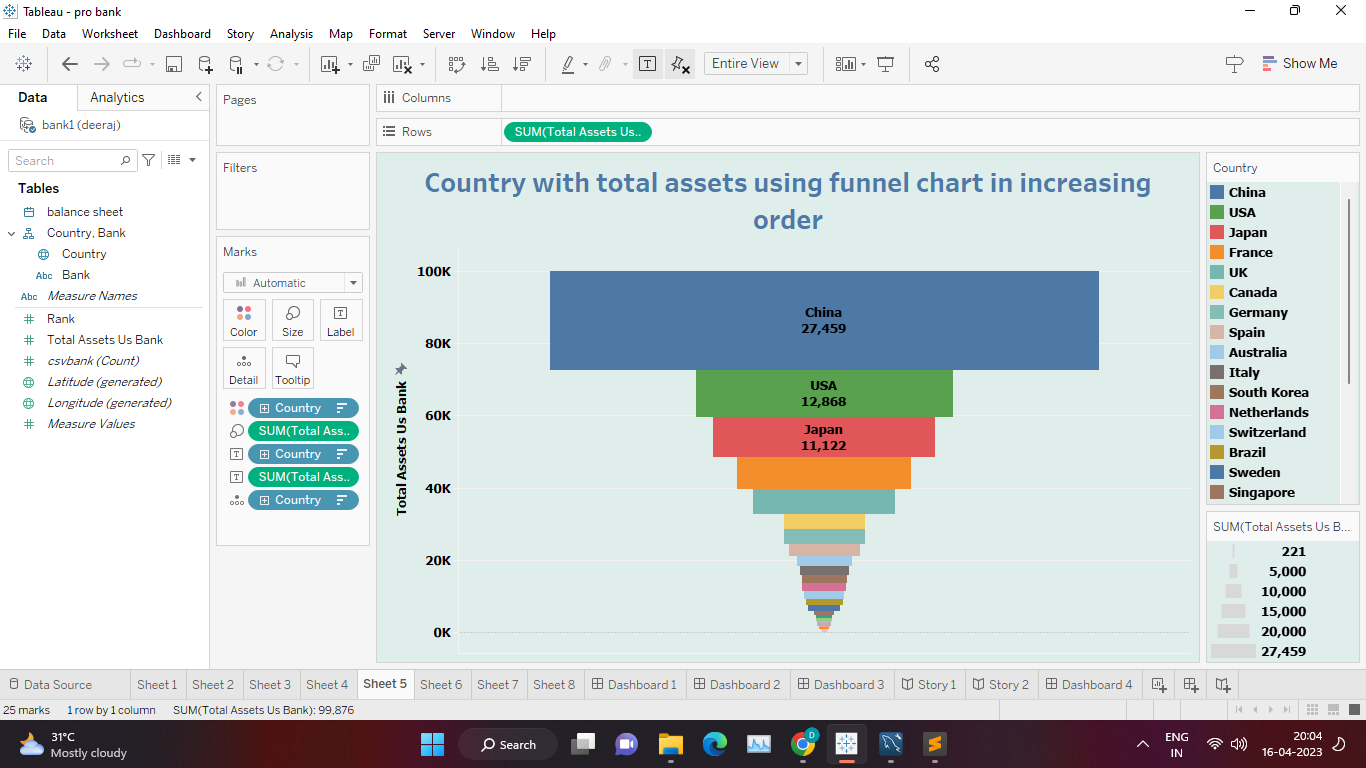 Tableau - pro bank
File Data Worksheet Dashboard Story Analysis Map Format Server Window Help
Entire View
Show Me
Data Analytics
bank1 (deeraj)
Search
Tables
balance sheet
Country, Bank
Country
Abc Bank
Abc Measure Names
Rank
Total Assets Us Bank
csvbank (Count)
Latitude (generated)
Longitude (generated)
Measure Values
Pages
Filters
Marks
Automatic
Color Size Label
Detail Tooltip
Country
SUM(Total Ass..
Country
SUM(Total Ass..
Country
Columns
Rows SUM(Total Assets Us..
Country with total assets using funnel chart in increasing
order
Total Assets Us Bank
100K
80K
60K
40K
20K
0K
China
27,459
USA
12,868
Japan
11,122
Country
China
USA
Japan
France
UK
Canada
Germany
Spain
Australia
Italy
South Korea
Netherlands
Switzerland
Brazil
Sweden
Singapore
SUM(Total Assets Us B...
221
5,000
10,000
15,000
20,000
27,459
Data Source Sheet 1 Sheet 2 Sheet 3 Sheet 4 Sheet 5 Sheet 6 Sheet 7 Sheet 8 Dashboard 1 Dashboard 2 Dashboard 3 Story 1 Story 2 Dashboard 4
25 marks 1 row by 1 column SUM(Total Assets Us Bank): 99,876
31°C
Mostly cloudy
Search
D
ENG
IN
20:04
16-04-2023